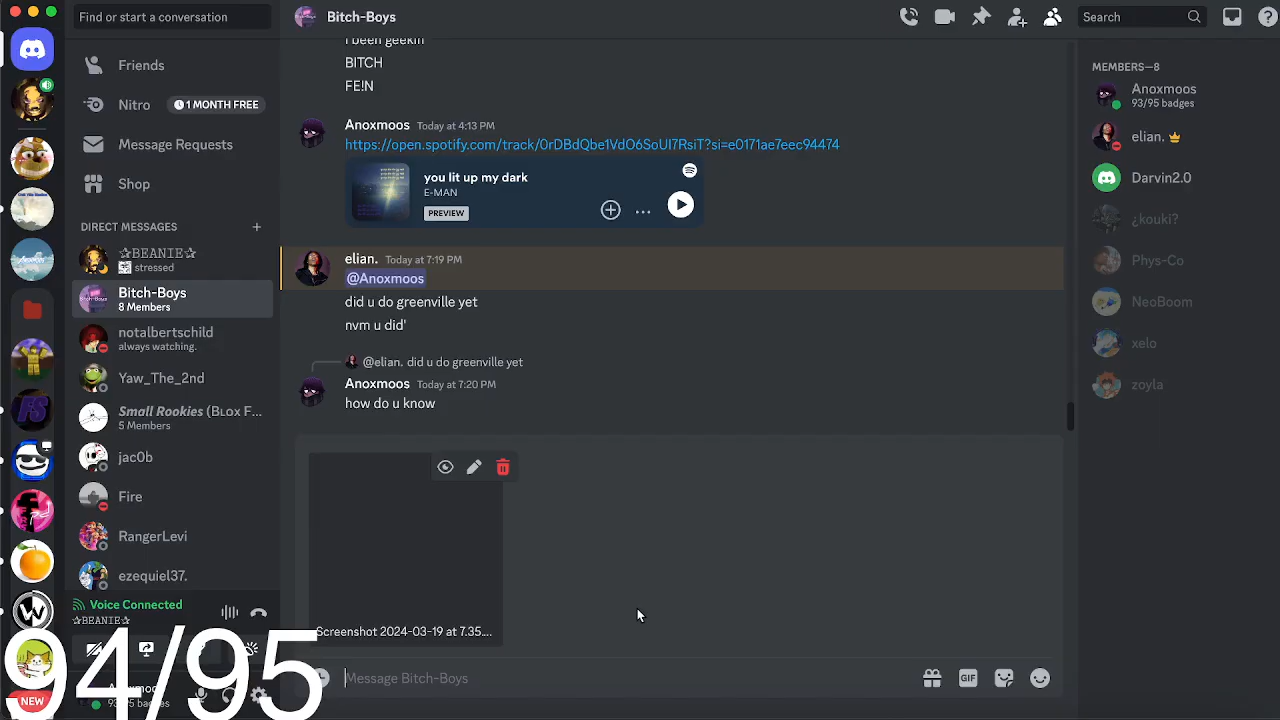 Find or start a conversation
Bitch-Boys
Search
Friends
Nitro
1 MONTH FREE
Message Requests
Shop
DIRECT MESSAGES
☆BEANIE☆
stressed
Bitch-Boys
8 Members
notalbertschild
always watching.
Yaw_The_2nd
Small Rookies (BLOX F...
5 Members
jac0b
Fire
RangerLevi
ezequiel37.
Voice Connected
☆BEANIE☆
94/95
NEW
I been geekin
BITCH
FE!N
Anoxmoos Today at 4:13 PM
https://open.spotify.com/track/0rDBdQbe1VdO6SoUI7RsiT?si=e0171ae7eec94474
you lit up my dark
E-MAN
PREVIEW
elian. Today at 7:19 PM
@Anoxmoos
did u do greenville yet
nvm u did'
@elian. did u do greenville yet
Anoxmoos Today at 7:20 PM
how do u know
Screenshot 2024-03-19 at 7.35....
Message Bitch-Boys
GIF
MEMBERS—8
Anoxmoos
93/95 badges
elian.
Darvin2.0
¿kouki?
Phys-Co
NeoBoom
xelo
zoyla